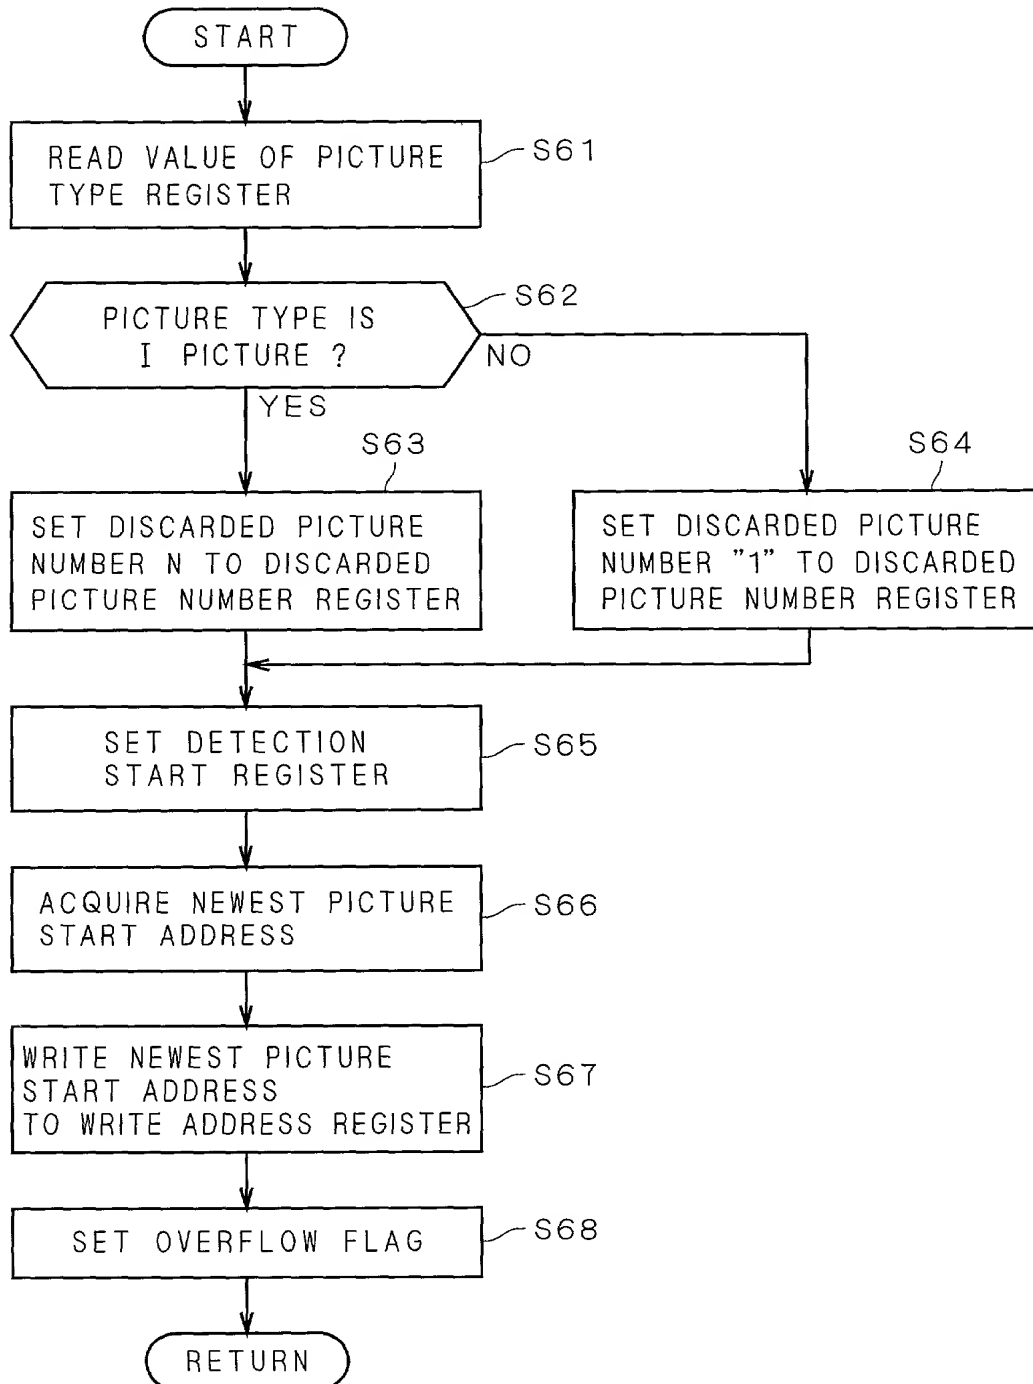 START
READ VALUE OF PICTURE
TYPE REGISTER
S61
PICTURE TYPE IS
I PICTURE ?
S62
NO
YES
S63
SET DISCARDED PICTURE
NUMBER N TO DISCARDED
PICTURE NUMBER REGISTER
S64
SET DISCARDED PICTURE
NUMBER "1" TO DISCARDED
PICTURE NUMBER REGISTER
SET DETECTION
START REGISTER
S65
ACQUIRE NEWEST PICTURE
START ADDRESS
S66
WRITE NEWEST PICTURE
START ADDRESS
TO WRITE ADDRESS REGISTER
S67
SET OVERFLOW FLAG
S68
RETURN